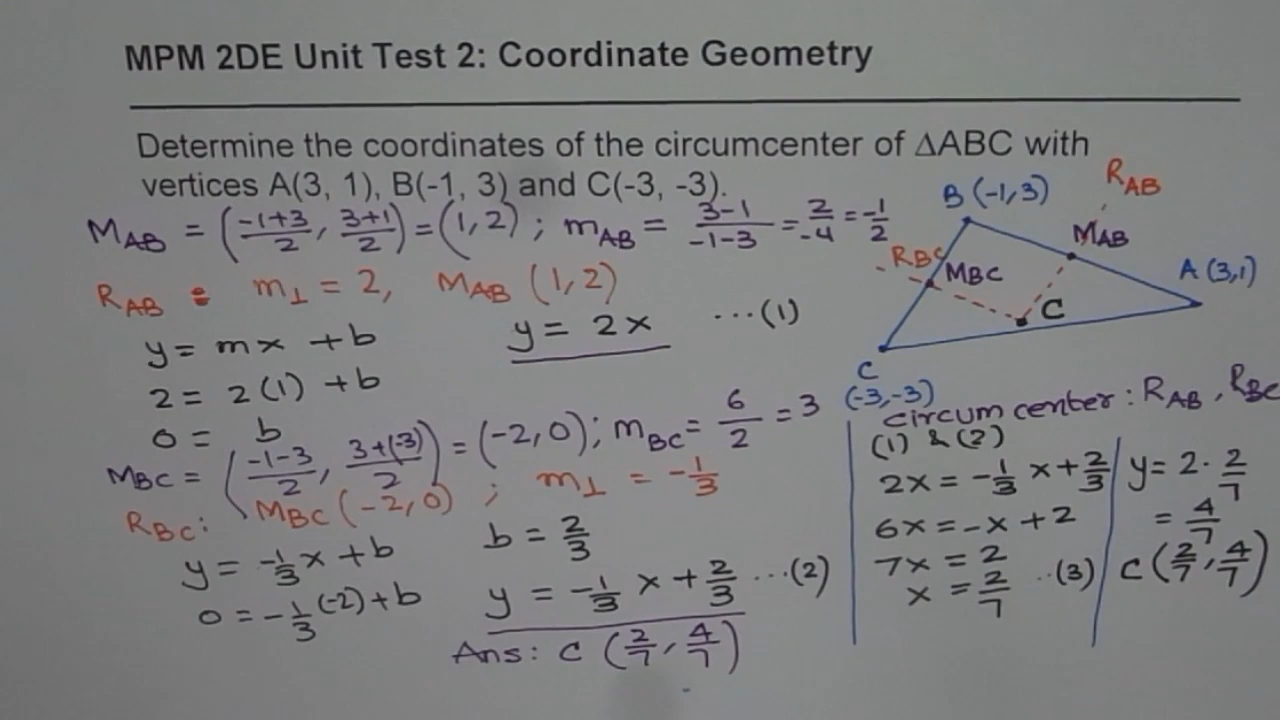 MPM 2DE Unit Test 2: Coordinate Geometry
Determine the coordinates of the circumcenter of ΔABC with
vertices A(3, 1), B(-1, 3) and C(-3, -3).
M_AB = (-1+3/2, 3+1/2) = (1, 2) ; m_AB = 3-1/-1-3 = 2/-4 = -1/2
R_AB : m⊥ = 2, M_AB (1, 2)
y = mx + b
y = 2x ...(1)
2 = 2(1) + b
0 = b
M_BC = (-1-3/2, 3+(-3)/2) = (-2, 0); m_BC = 6/2 = 3
R_BC: M_BC (-2, 0) ; m⊥ = -1/3
y = -1/3 x + b
b = 2/3
0 = -1/3 (-2) + b
y = -1/3 x + 2/3 ...(2)
Ans: C (2/7, 4/7)
B (-1, 3)
R_AB
M_AB
R_BC
M_BC
A (3, 1)
C
C
(-3, -3)
circumcenter : R_AB, R_BC
(1) & (2)
2x = -1/3 x + 2/3
6x = -x + 2
7x = 2
x = 2/7 ..(3)
y = 2 · 2/7
= 4/7
C (2/7, 4/7)